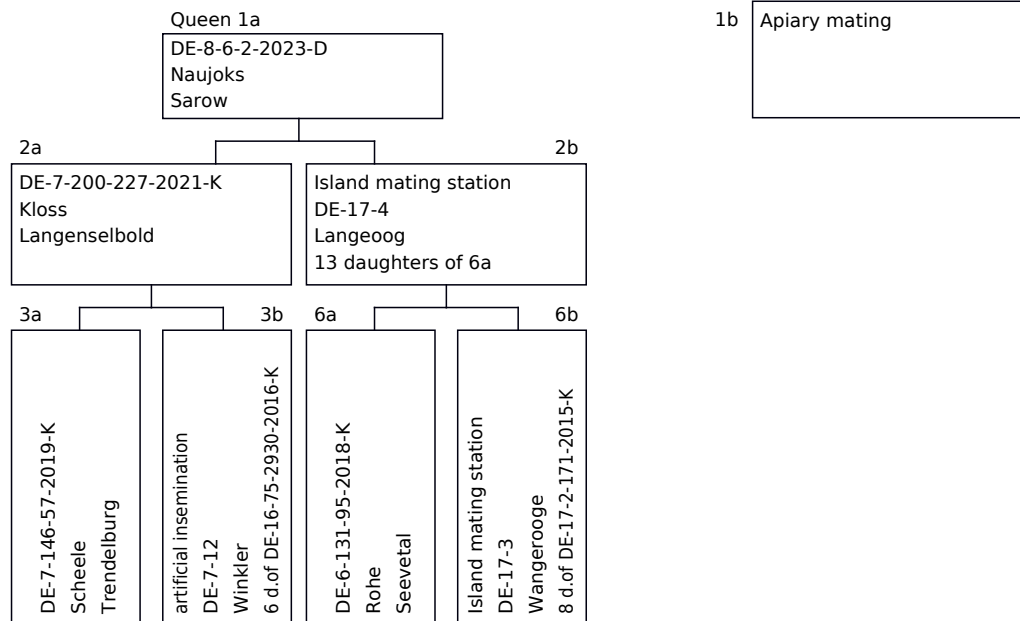 Queen 1a
DE-8-6-2-2023-D
Naujoks
Sarow
1b
Apiary mating
2a
DE-7-200-227-2021-K
Kloss
Langenselbold
2b
Island mating station
DE-17-4
Langeoog
13 daughters of 6a
3a
DE-7-146-57-2019-K
Scheele
Trendelburg
3b
artificial insemination
DE-7-12
Winkler
6 d.of DE-16-75-2930-2016-K
6a
DE-6-131-95-2018-K
Rohe
Seevetal
6b
Island mating station
DE-17-3
Wangerooge
8 d.of DE-17-2-171-2015-K